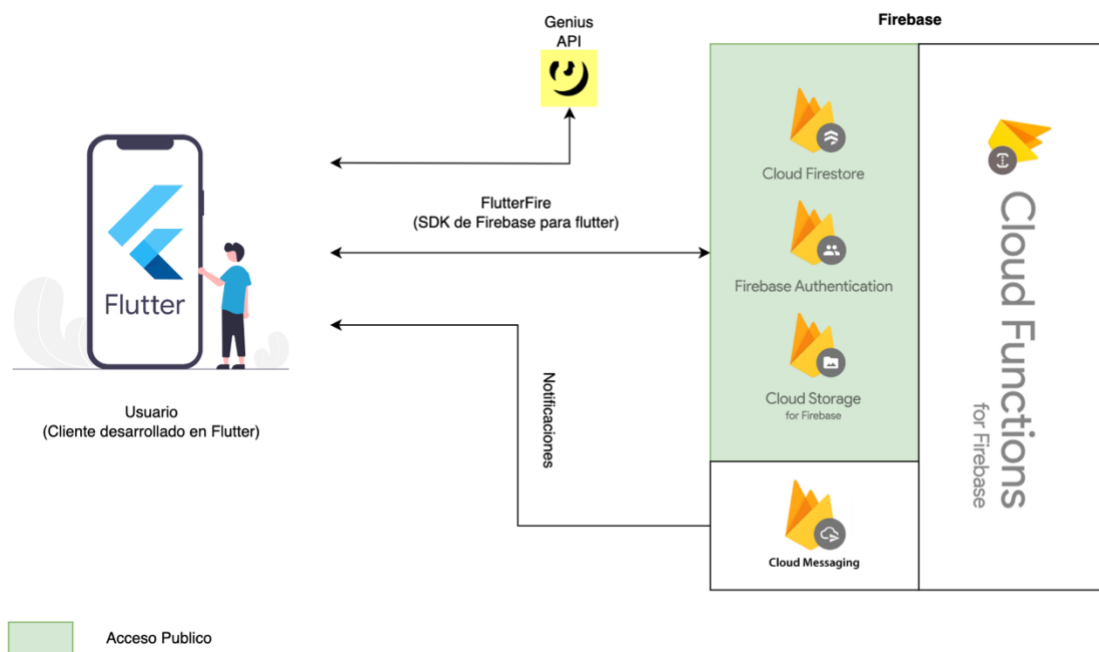 Genius
API
Firebase
Cloud Firestore
FlutterFire
(SDK de Firebase para flutter)
Firebase Authentication
Flutter
Cloud Storage
for Firebase
Usuario
(Cliente desarrollado en Flutter)
Notificaciones
Cloud Messaging
Cloud Functions
for Firebase
Acceso Publico